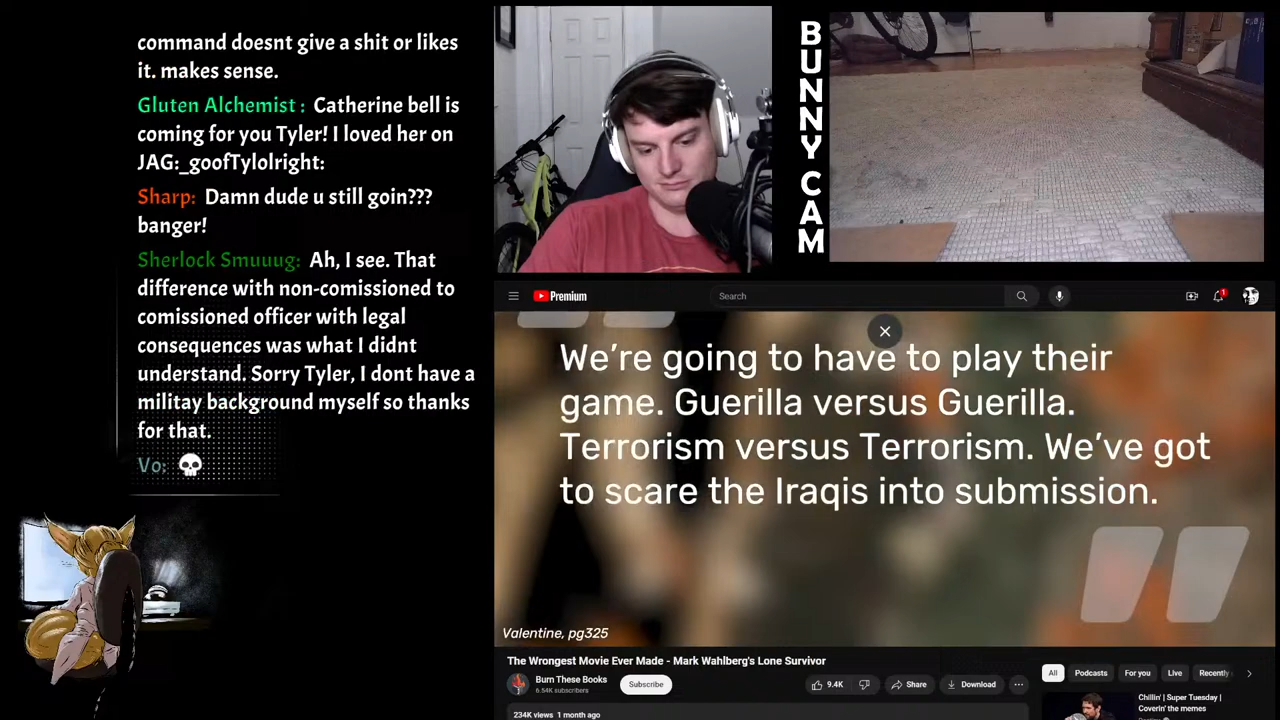 command doesnt give a shit or likes
it. makes sense.
Gluten Alchemist : Catherine bell is
coming for you Tyler! I loved her on
JAG:_goofTylolright:
Sharp: Damn dude u still goin???
banger!
Sherlock Smuuug: Ah, I see. That
difference with non-comissioned to
comissioned officer with legal
consequences was what I didnt
understand. Sorry Tyler, I dont have a
militay background myself so thanks
for that.
Vo: 💀
BUNNY CAM
Premium
Search
1
We're going to have to play their
game. Guerilla versus Guerilla.
Terrorism versus Terrorism. We've got
to scare the Iraqis into submission.
Valentine, pg325
The Wrongest Movie Ever Made - Mark Wahlberg's Lone Survivor
Burn These Books
6.54K subscribers
Subscribe
9.4K
Share
Download
234K views 1 month ago
All
Podcasts
For you
Live
Recently
Chillin' | Super Tuesday |
Coverin' the memes